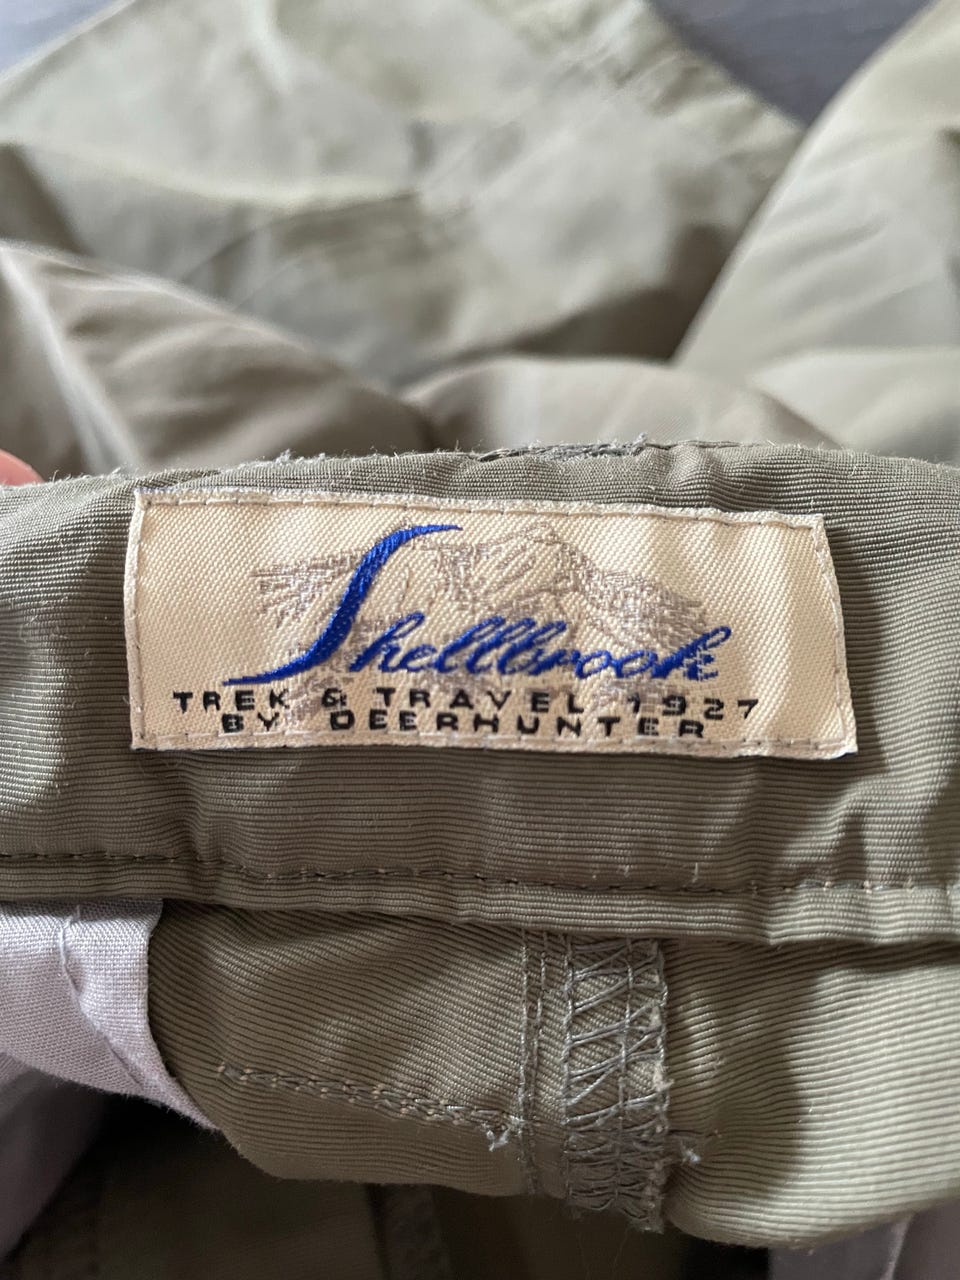 Shellbrook
TREK & TRAVEL 1927
BY DEERHUNTER